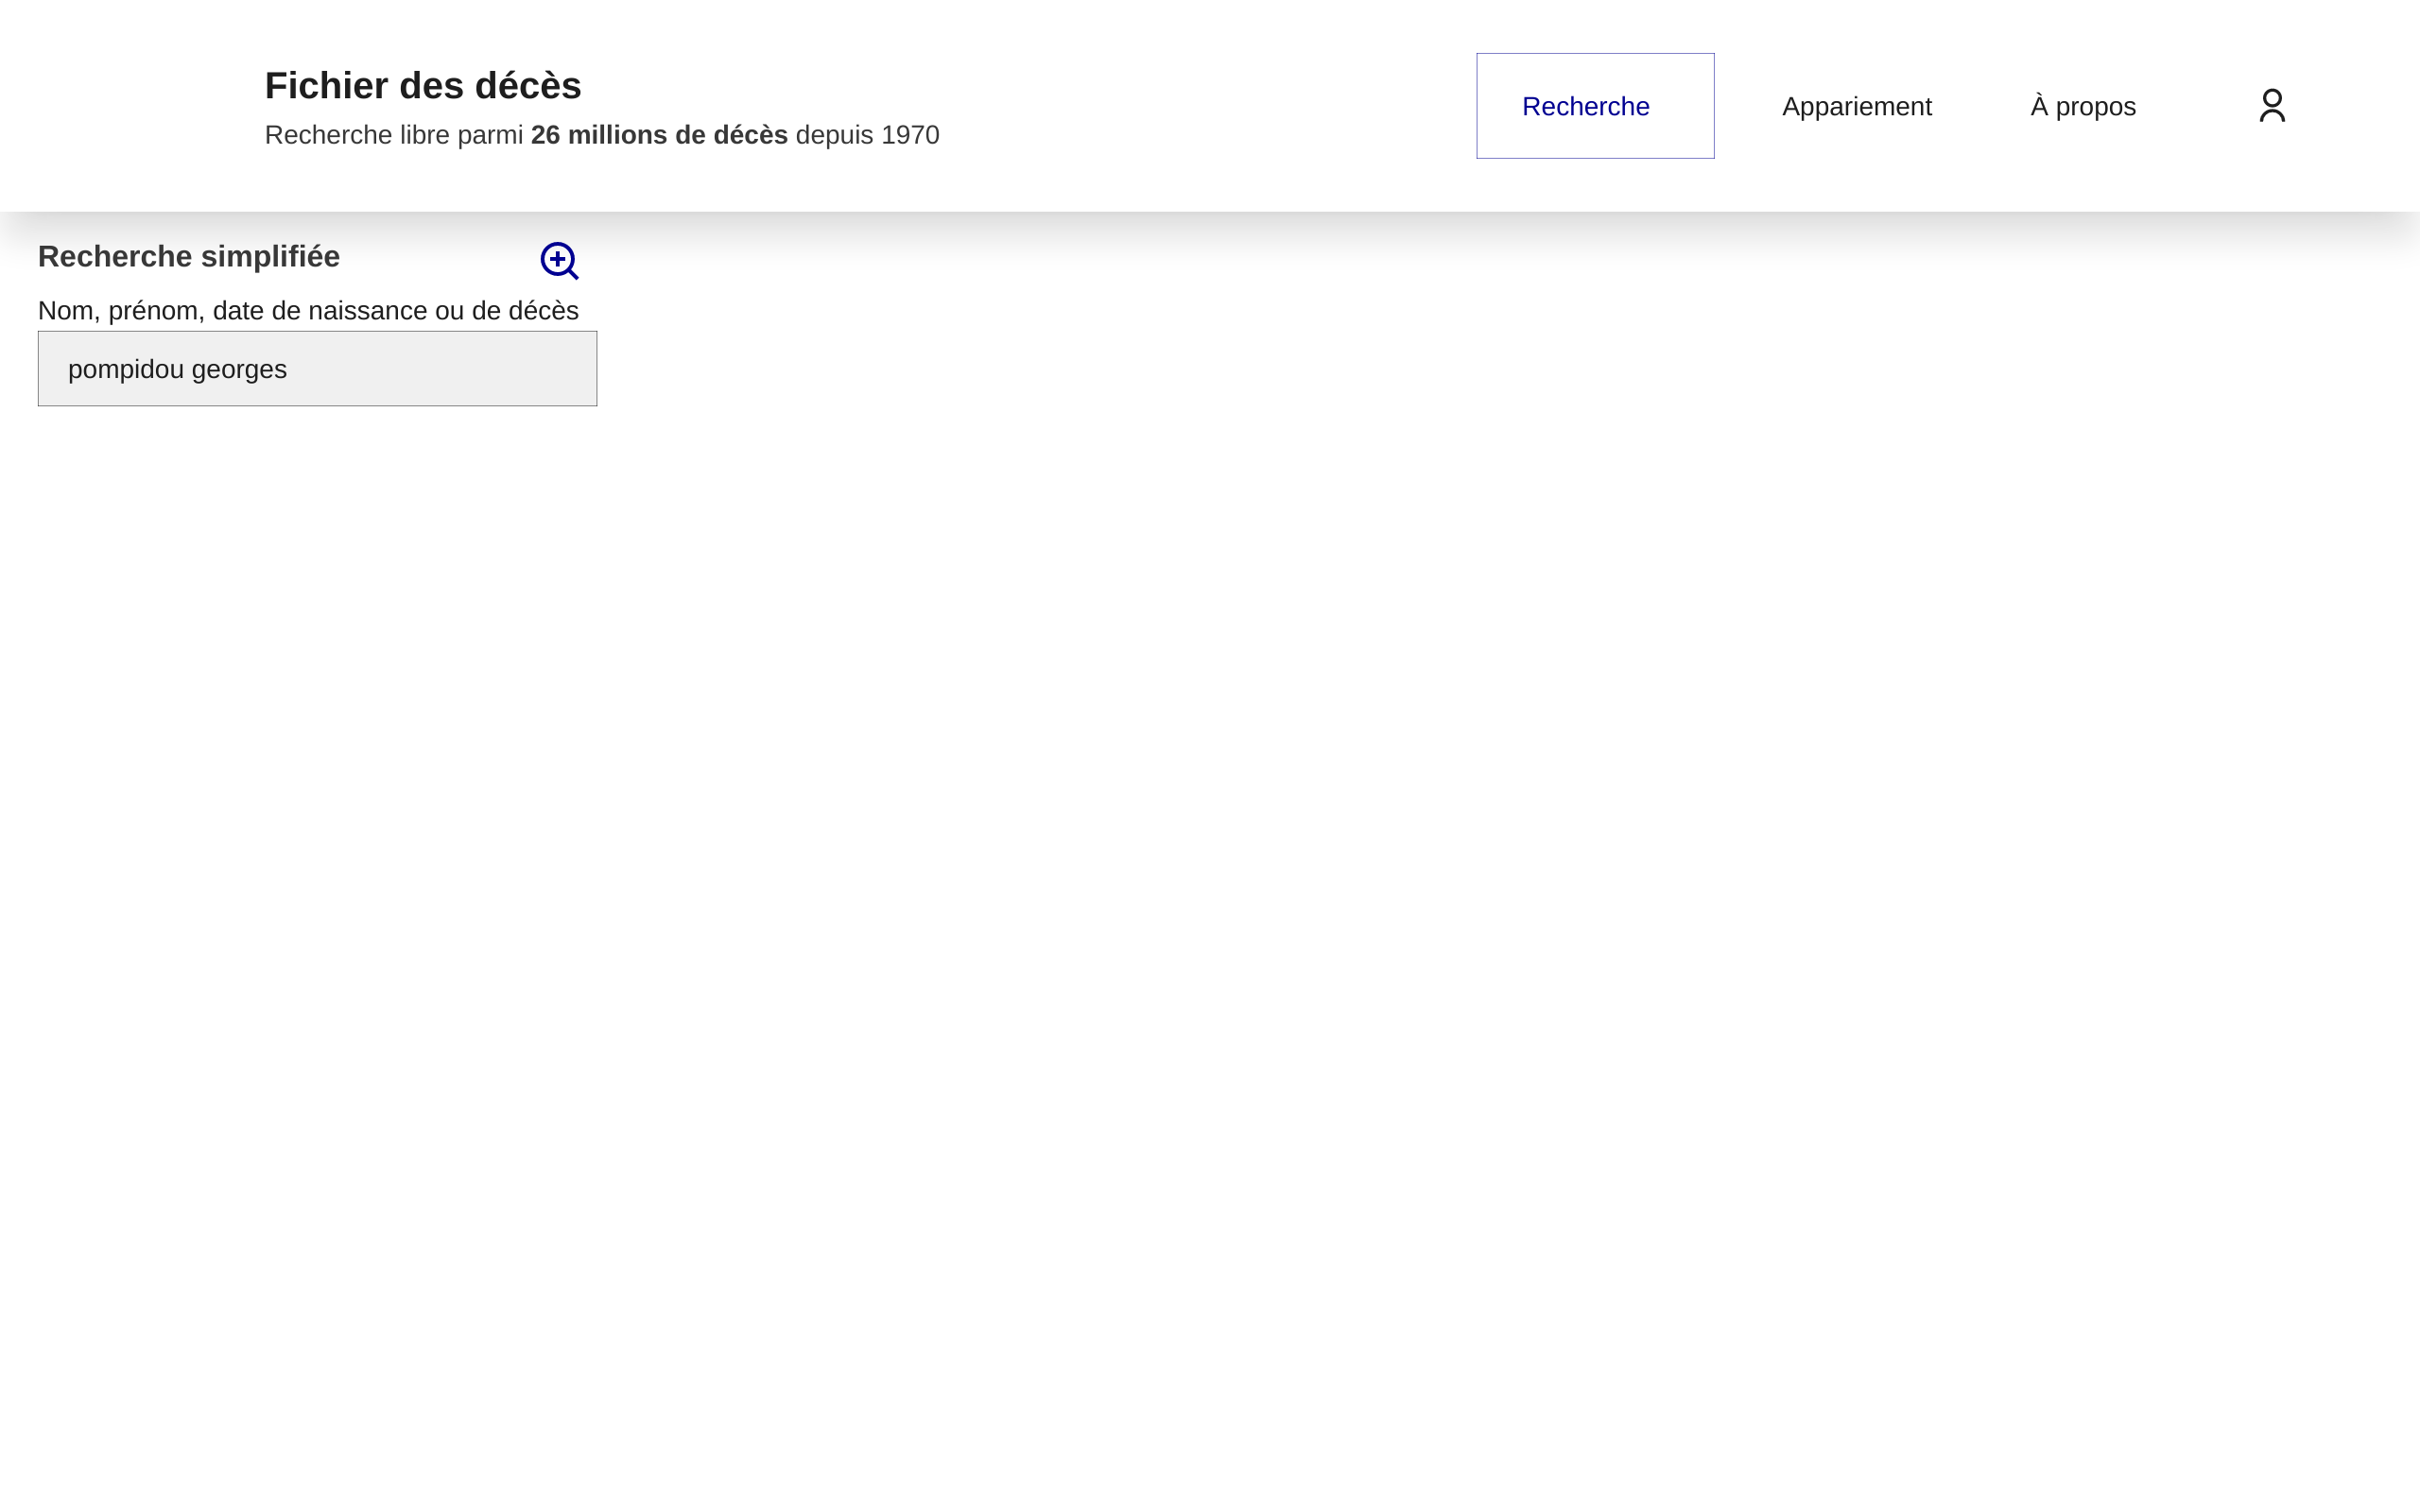 Fichier des décès
Recherche libre parmi 26 millions de décès depuis 1970
Recherche
Appariement
À propos
Recherche simplifiée
Nom, prénom, date de naissance ou de décès
pompidou georges